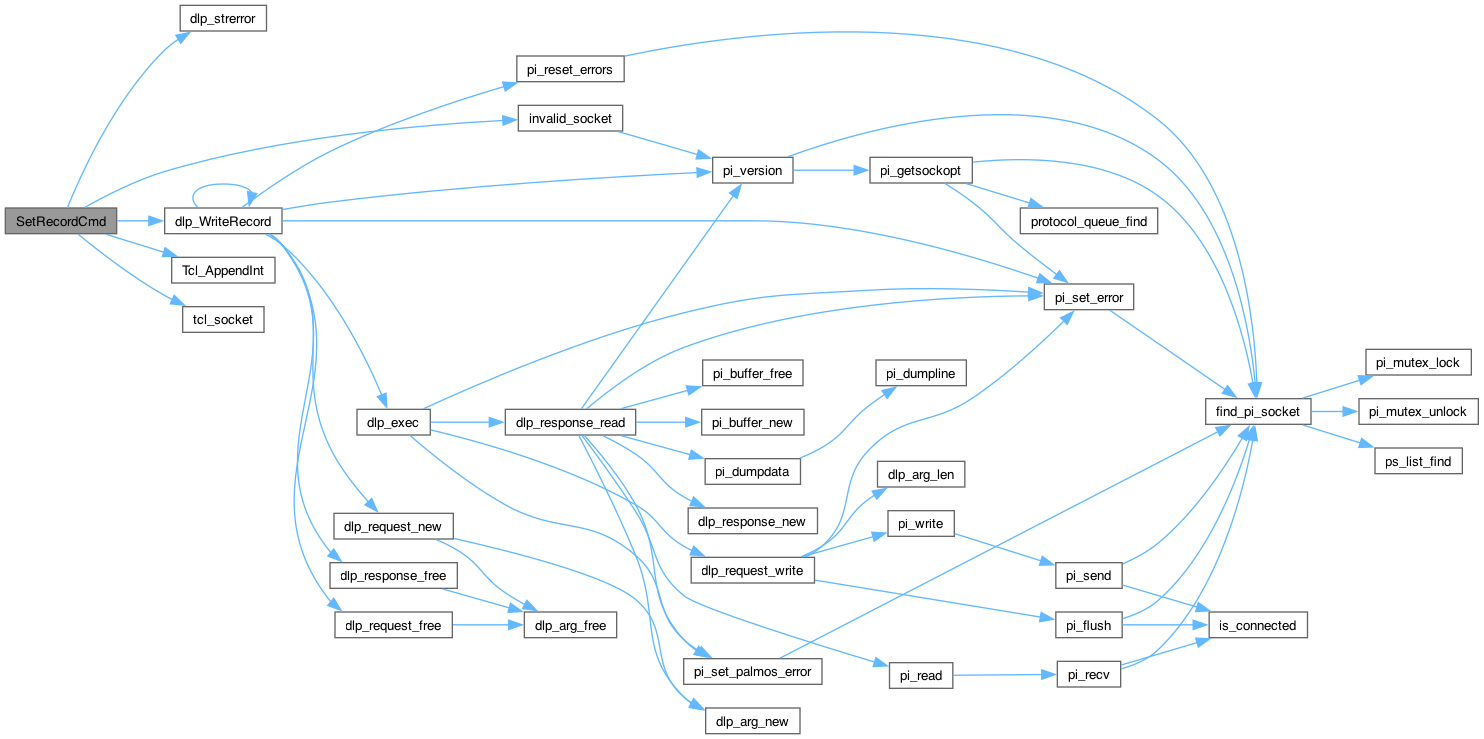 dlp_strerror
pi_reset_errors
invalid_socket
pi_version
pi_getsockopt
SetRecordCmd
dlp_WriteRecord
protocol_queue_find
Tcl_AppendInt
pi_set_error
tcl_socket
pi_mutex_lock
pi_buffer_free
pi_dumpline
dlp_exec
dlp_response_read
pi_buffer_new
find_pi_socket
pi_mutex_unlock
pi_dumpdata
dlp_arg_len
ps_list_find
dlp_request_new
dlp_response_new
pi_write
dlp_request_write
dlp_response_free
pi_send
dlp_request_free
dlp_arg_free
pi_flush
is_connected
pi_set_palmos_error
pi_read
pi_recv
dlp_arg_new